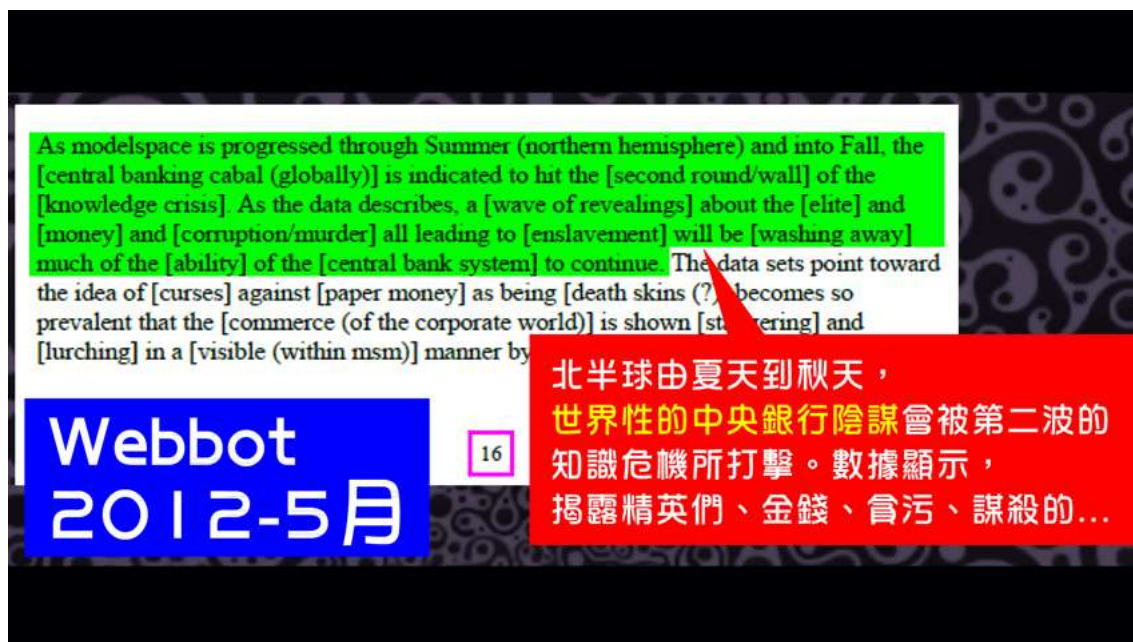 As modelspace is progressed through Summer (northern hemisphere) and into Fall, the
[central banking cabal (globally)] is indicated to hit the [second round/wall] of the
[knowledge crisis]. As the data describes, a [wave of revealings] about the [elite] and
[money] and [corruption/murder] all leading to [enslavement] will be [washing away]
much of the [ability] of the [central bank system] to continue. The data sets point toward
the idea of [curses] against [paper money] as being [death skins (?) becomes so
prevalent that the [commerce (of the corporate world)] is shown and
[lurching] in a [visible (within msm)] manner by
北半球由夏天到秋天，
世界性的中央銀行陰謀會被第二波的
知識危機所打擊。數據顯示，
揭露精英們、金錢、貪污、謀殺的...
Webbot
2012-5月
16